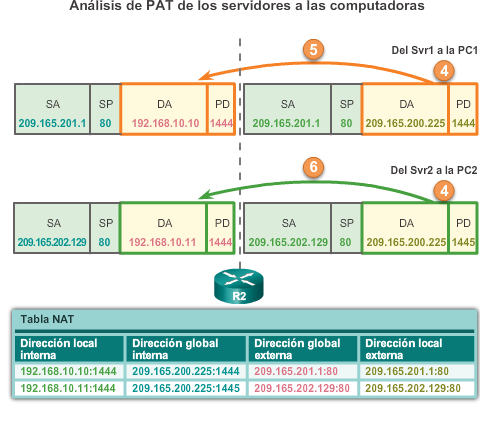 Análisis de PAT de los servidores a las computadoras
5
Del Svr1 a la PC1
4
SA SP DA PD SA SP DA PD
209.165.201.1 80 192.168.10.10 1444 209.165.201.1 80 209.165.200.225 1444
6
Del Svr2 a la PC2
4
SA SP DA PD SA SP DA PD
209.165.202.129 80 192.168.10.11 1444 209.165.202.129 80 209.165.200.225 1445
R2
Tabla NAT
Dirección local interna Dirección global interna Dirección global externa Dirección local externa
192.168.10.10:1444 209.165.200.225:1444 209.165.201.1:80 209.165.201.1:80
192.168.10.11:1444 209.165.200.225:1445 209.165.202.129:80 209.165.202.129:80